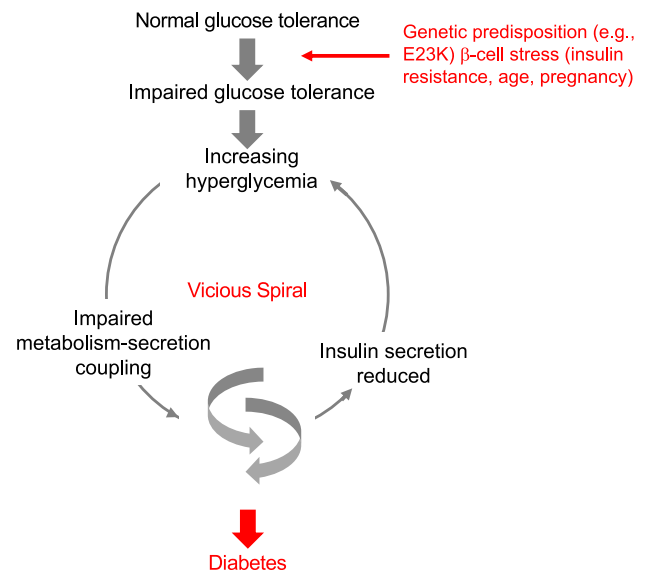 Normal glucose tolerance
Genetic predisposition (e.g.,
E23K) β-cell stress (insulin
resistance, age, pregnancy)
Impaired glucose tolerance
Increasing
hyperglycemia
Vicious Spiral
Impaired
metabolism-secretion
coupling
Insulin secretion
reduced
Diabetes